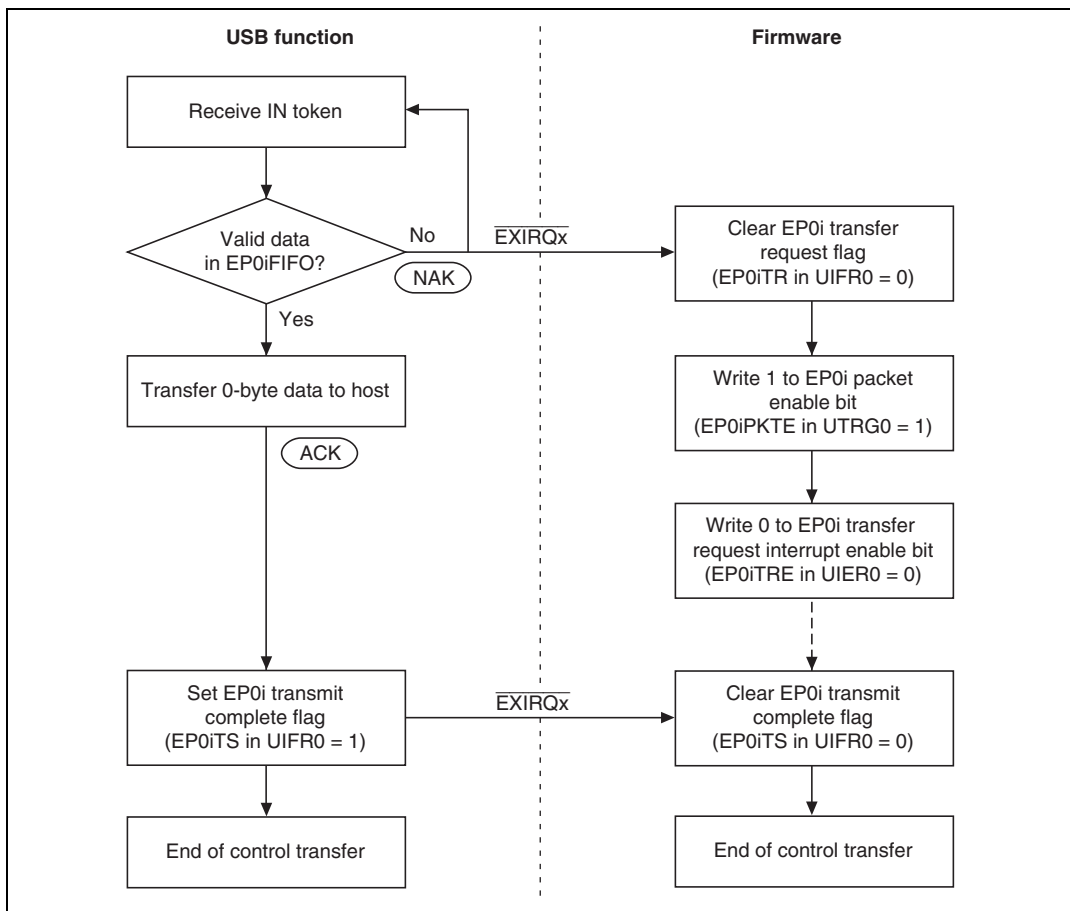 USB function
Firmware
Receive IN token
Valid data
in EP0iFIFO?
No
NAK
EXIRQx
Yes
Clear EP0i transfer
request flag
(EP0iTR in UIFR0 = 0)
Transfer 0-byte data to host
ACK
Write 1 to EP0i packet
enable bit
(EP0iPKTE in UTRG0 = 1)
Write 0 to EP0i transfer
request interrupt enable bit
(EP0iTRE in UIER0 = 0)
Set EP0i transmit
complete flag
(EP0iTS in UIFR0 = 1)
EXIRQx
Clear EP0i transmit
complete flag
(EP0iTS in UIFR0 = 0)
End of control transfer
End of control transfer